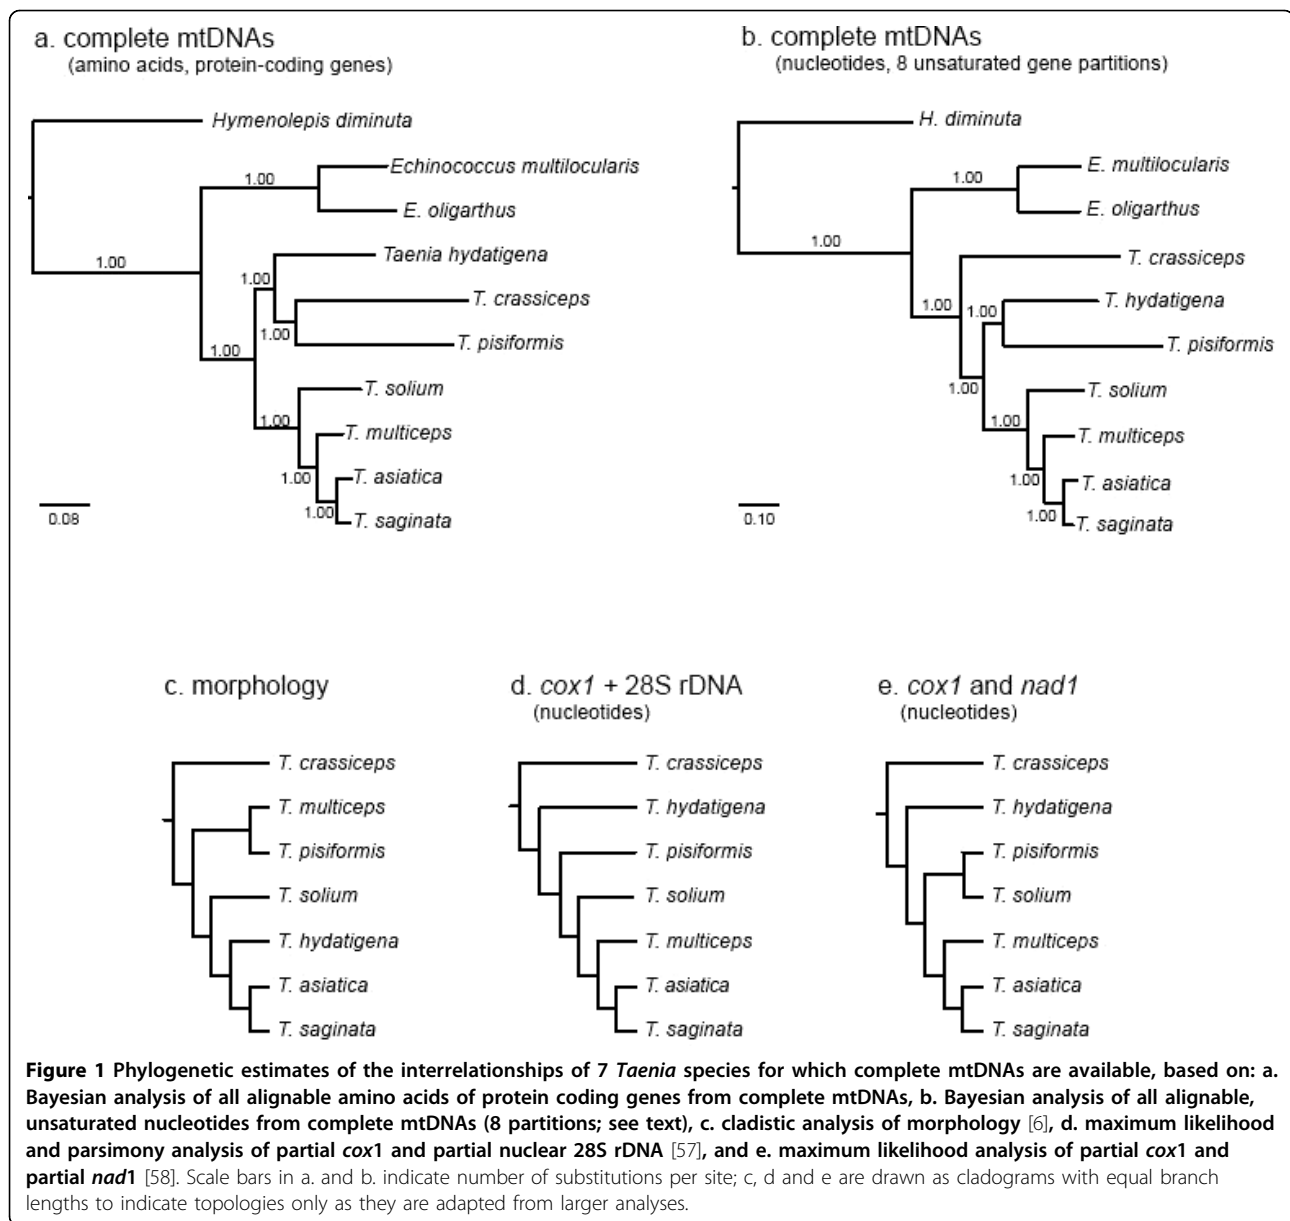 a. complete mtDNAs
(amino acids, protein-coding genes)
Hymenolepis diminuta
Echinococcus multilocularis
1.00
E. oligarthus
Taenia hydatigena
1.00
1.00
T. crassiceps
1.00
T. pisiformis
1.00
T. solium
1.00
T. multiceps
1.00
T. asiatica
1.00
T. saginata
0.08
b. complete mtDNAs
(nucleotides, 8 unsaturated gene partitions)
H. diminuta
E. multilocularis
1.00
E. oligarthus
1.00
T. crassiceps
1.00
1.00
T. hydatigena
T. pisiformis
1.00
T. solium
1.00
T. multiceps
1.00
T. asiatica
1.00
T. saginata
0.10
c. morphology
T. crassiceps
T. multiceps
T. pisiformis
T. solium
T. hydatigena
T. asiatica
T. saginata
d. cox1 + 28S rDNA
(nucleotides)
T. crassiceps
T. hydatigena
T. pisiformis
T. solium
T. multiceps
T. asiatica
T. saginata
e. cox1 and nad1
(nucleotides)
T. crassiceps
T. hydatigena
T. pisiformis
T. solium
T. multiceps
T. asiatica
T. saginata
Figure 1 Phylogenetic estimates of the interrelationships of 7 Taenia species for which complete mtDNAs are available, based on: a.
Bayesian analysis of all alignable amino acids of protein coding genes from complete mtDNAs, b. Bayesian analysis of all alignable,
unsaturated nucleotides from complete mtDNAs (8 partitions; see text), c. cladistic analysis of morphology [6], d. maximum likelihood
and parsimony analysis of partial cox1 and partial nuclear 28S rDNA [57], and e. maximum likelihood analysis of partial cox1 and
partial nad1 [58]. Scale bars in a. and b. indicate number of substitutions per site; c, d and e are drawn as cladograms with equal branch
lengths to indicate topologies only as they are adapted from larger analyses.